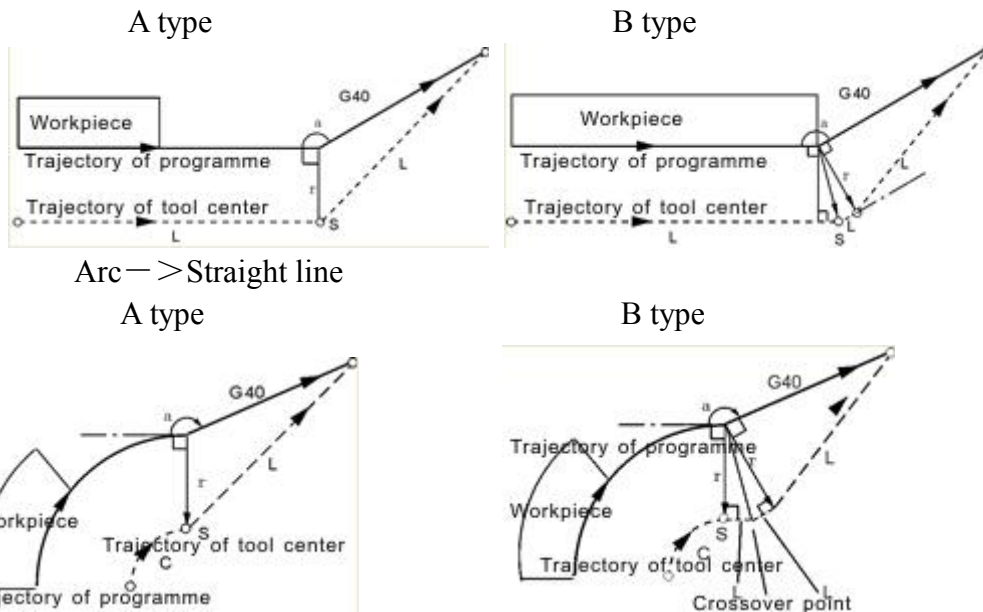 A type
B type
G40
a
Workpiece
Trajectory of programme
r
L
Trajectory of tool center
S
L
G40
a
Workpiece
Trajectory of programme
r
L
Trajectory of tool center
L
S
L
Arc－＞Straight line
A type
B type
G40
a
r
L
orkpiece
S
Trajectory of tool center
C
jectory of programme
G40
a
Trajectory of programme
r
r
L
Workpiece
S
C
Trajectory of tool center
L
L
Crossover point